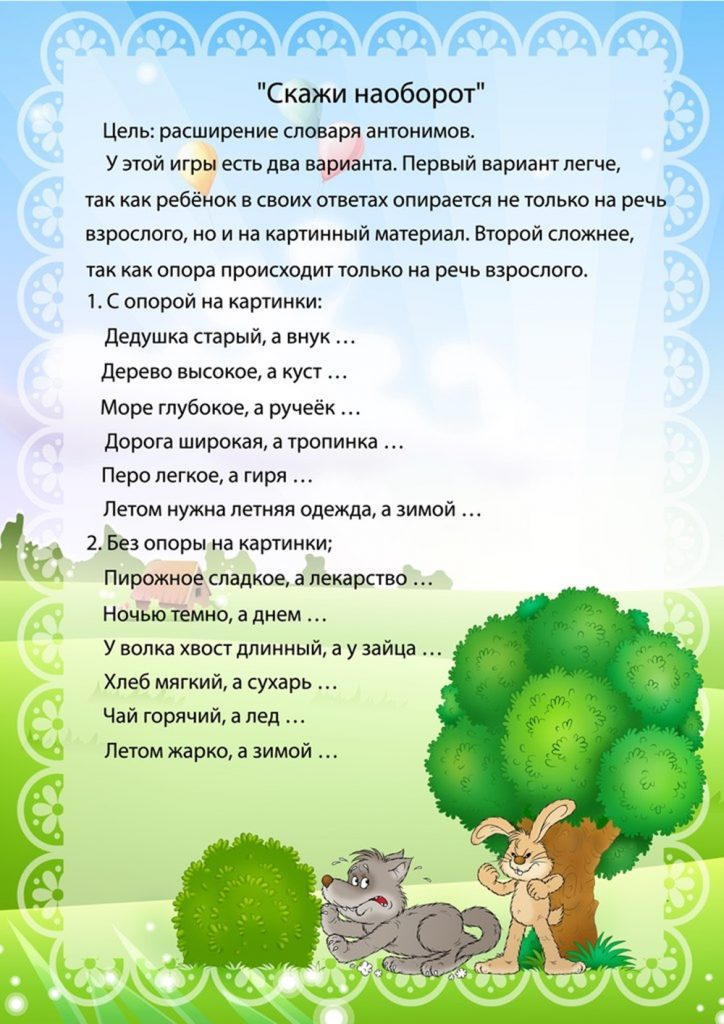 "Скажи наоборот"
Цель: расширение словаря антонимов.
У этой игры есть два варианта. Первый вариант легче,
так как ребёнок в своих ответах опирается не только на речь
взрослого, но и на картинный материал. Второй сложнее,
так как опора происходит только на речь взрослого.
1. С опорой на картинки:
Дедушка старый, а внук …
Дерево высокое, а куст …
Море глубокое, а ручеёк …
Дорога широкая, а тропинка …
Перо легкое, а гиря …
Летом нужна летняя одежда, а зимой …
2. Без опоры на картинки;
Пирожное сладкое, а лекарство …
Ночью темно, а днем …
У волка хвост длинный, а у зайца …
Хлеб мягкий, а сухарь …
Чай горячий, а лед …
Летом жарко, а зимой …